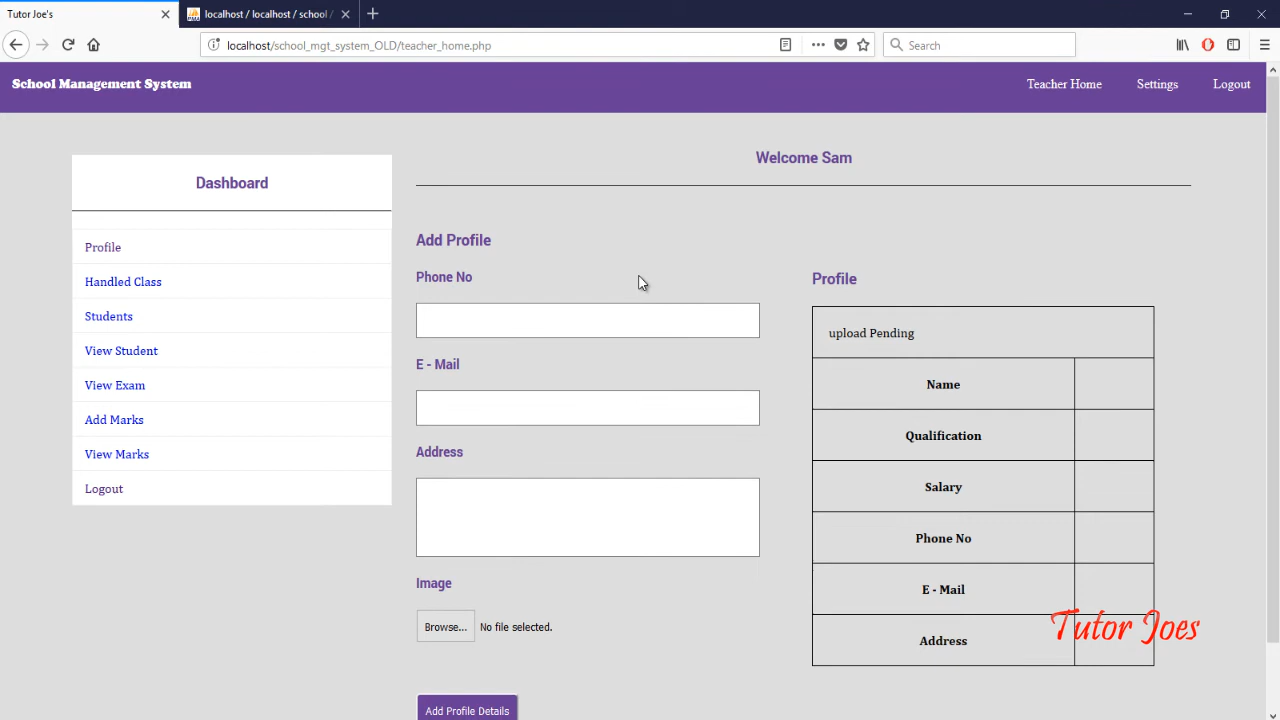 Tutor Joe's
localhost / localhost / school /
localhost/school_mgt_system_OLD/teacher_home.php
Search
School Management System
Teacher Home
Settings
Logout
Dashboard
Profile
Handled Class
Students
View Student
View Exam
Add Marks
View Marks
Logout
Welcome Sam
Add Profile
Phone No
E - Mail
Address
Image
Browse...
No file selected.
Add Profile Details
Profile
upload Pending
Name
Qualification
Salary
Phone No
E - Mail
Address
Tutor Joes